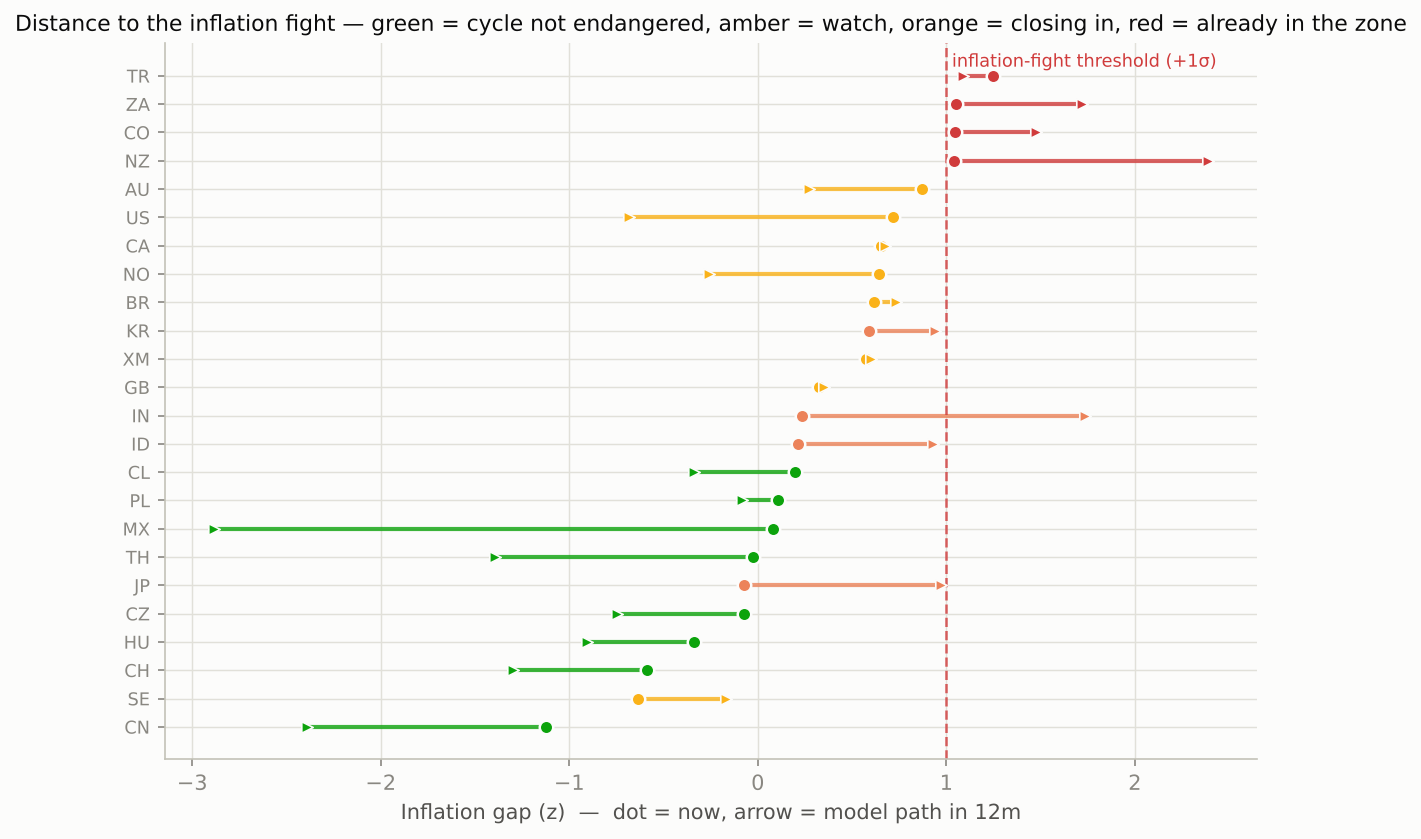 Distance to the inflation fight — green = cycle not endangered, amber = watch, orange = closing in, red = already in the zone
inflation-fight threshold (+1σ)
TR
ZA
CO
NZ
AU
US
CA
NO
BR
KR
XM
GB
IN
ID
CL
PL
MX
TH
JP
CZ
HU
CH
SE
CN
−3 −2 −1 0 1 2
Inflation gap (z) — dot = now, arrow = model path in 12m